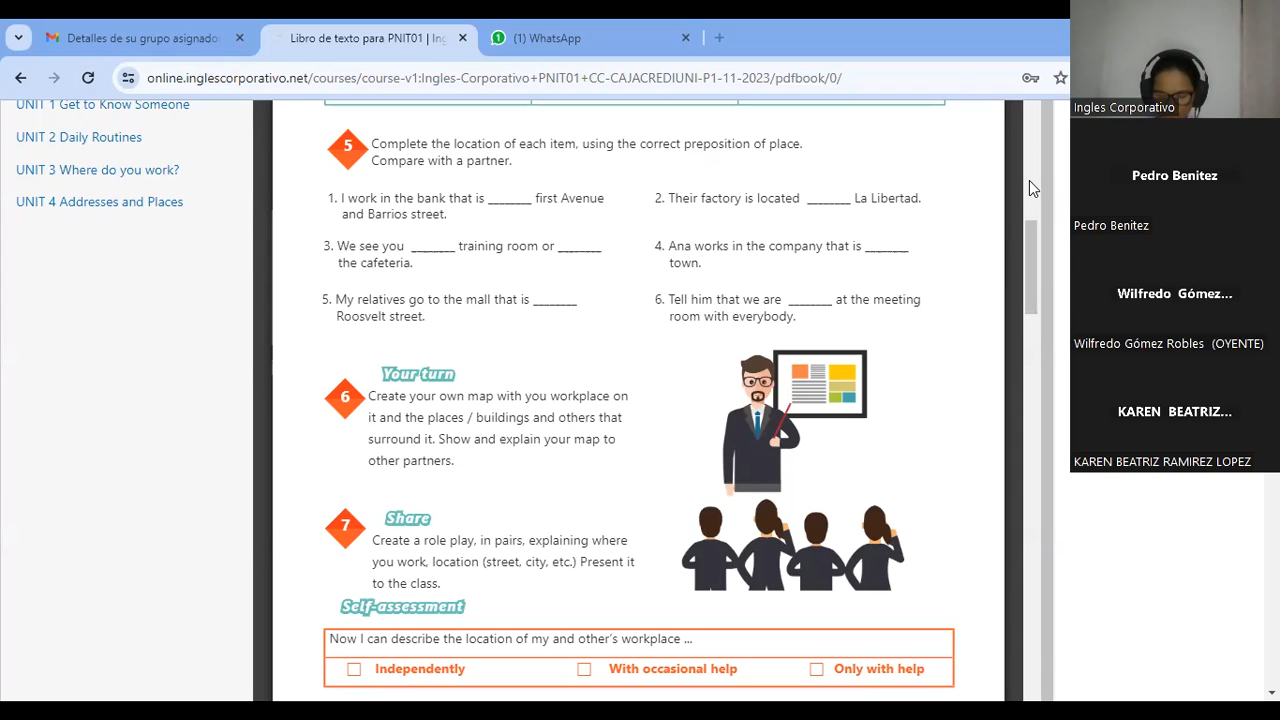 Detalles de su grupo asignado
Libro de texto para PNIT01 | Ing
(1) WhatsApp
online.inglescorporativo.net/courses/course-v1:Ingles-Corporativo+PNIT01+CC-CAJACREDIUNI-P1-11-2023/pdfbook/0/
UNIT 1 Get to Know Someone
UNIT 2 Daily Routines
UNIT 3 Where do you work?
UNIT 4 Addresses and Places
5
Complete the location of each item, using the correct preposition of place.
Compare with a partner.
1. I work in the bank that is _______ first Avenue
and Barrios street.
2. Their factory is located _______ La Libertad.
3. We see you _______ training room or _______
the cafeteria.
4. Ana works in the company that is _______
town.
5. My relatives go to the mall that is _______
Roosvelt street.
6. Tell him that we are _______ at the meeting
room with everybody.
6
Your turn
Create your own map with you workplace on
it and the places / buildings and others that
surround it. Show and explain your map to
other partners.
7
Share
Create a role play, in pairs, explaining where
you work, location (street, city, etc.) Present it
to the class.
Self-assessment
Now I can describe the location of my and other's workplace ...
Independently
With occasional help
Only with help
Ingles Corporativo
Pedro Benitez
Pedro Benitez
Wilfredo Gómez...
Wilfredo Gómez Robles (OYENTE)
KAREN BEATRIZ...
KAREN BEATRIZ RAMIREZ LOPEZ